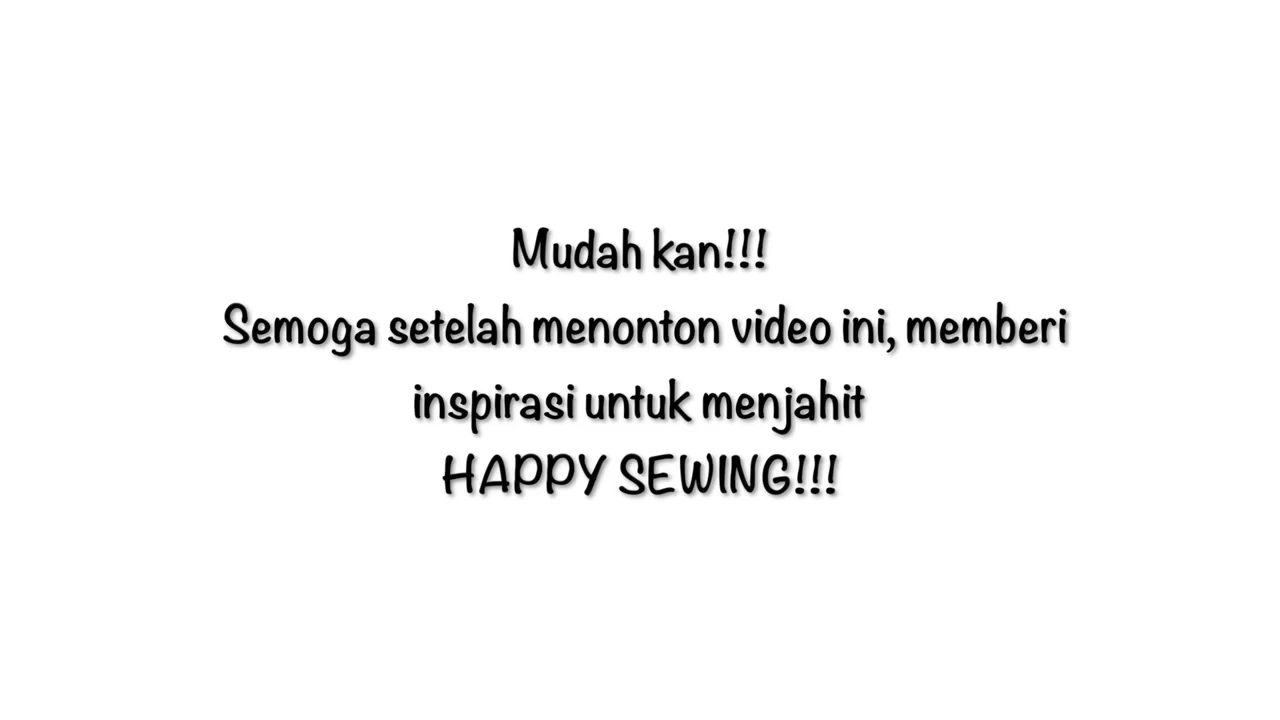 Mudah kan!!!
Semoga setelah menonton video ini, memberi
inspirasi untuk menjahit
HAPPY SEWING!!!